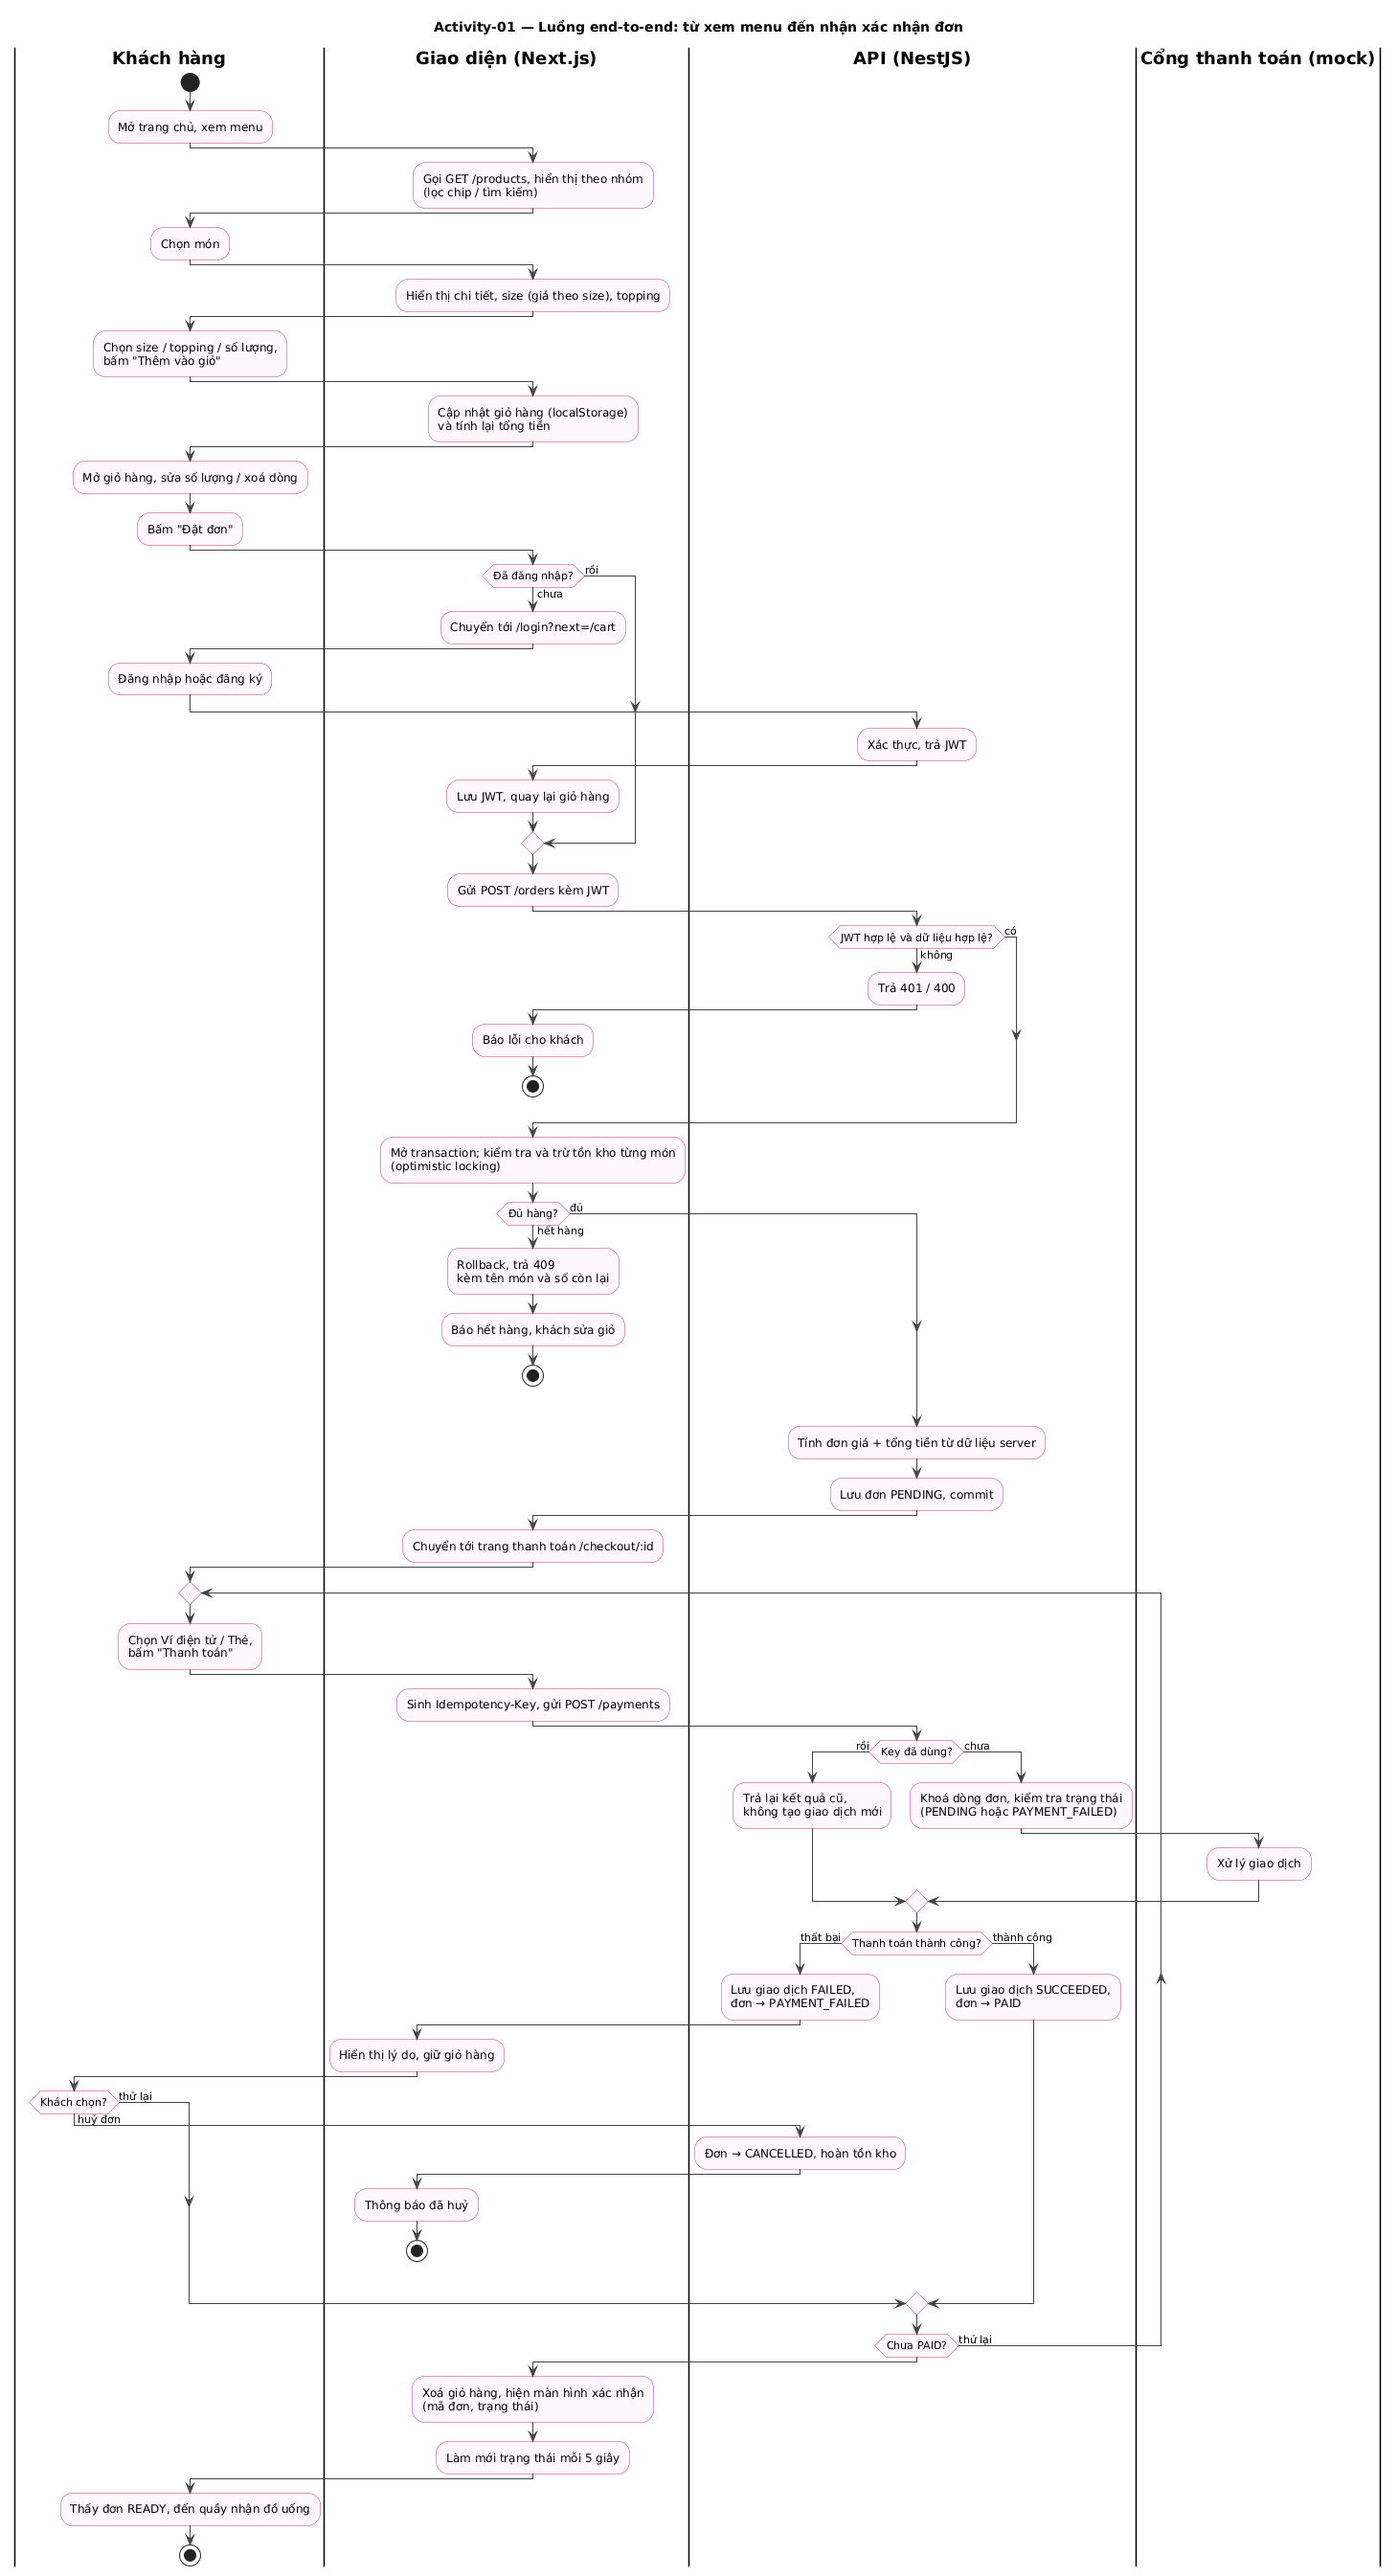 Activity-01 — Luồng end-to-end: từ xem menu đến nhận xác nhận đơn
Khách hàng
Giao diện (Next.js)
API (NestJS)
Cổng thanh toán (mock)
Mở trang chủ, xem menu
Gọi GET /products, hiển thị theo nhóm
(lọc chip / tìm kiếm)
Chọn món
Hiển thị chi tiết, size (giá theo size), topping
Chọn size / topping / số lượng,
bấm "Thêm vào giỏ"
Cập nhật giỏ hàng (localStorage)
và tính lại tổng tiền
Mở giỏ hàng, sửa số lượng / xoá dòng
Bấm "Đặt đơn"
Đã đăng nhập?
rồi
chưa
Chuyển tới /login?next=/cart
Đăng nhập hoặc đăng ký
Xác thực, trả JWT
Lưu JWT, quay lại giỏ hàng
Gửi POST /orders kèm JWT
JWT hợp lệ và dữ liệu hợp lệ?
có
không
Trả 401 / 400
Báo lỗi cho khách
Mở transaction; kiểm tra và trừ tồn kho từng món
(optimistic locking)
Đủ hàng?
đủ
hết hàng
Rollback, trả 409
kèm tên món và số còn lại
Báo hết hàng, khách sửa giỏ
Tính đơn giá + tổng tiền từ dữ liệu server
Lưu đơn PENDING, commit
Chuyển tới trang thanh toán /checkout/:id
Chọn Ví điện tử / Thẻ,
bấm "Thanh toán"
Sinh Idempotency-Key, gửi POST /payments
rồi
Key đã dùng?
chưa
Trả lại kết quả cũ,
không tạo giao dịch mới
Khoá dòng đơn, kiểm tra trạng thái
(PENDING hoặc PAYMENT_FAILED)
Xử lý giao dịch
thất bại
Thanh toán thành công?
thành công
Lưu giao dịch FAILED,
đơn → PAYMENT_FAILED
Lưu giao dịch SUCCEEDED,
đơn → PAID
Hiển thị lý do, giữ giỏ hàng
Khách chọn?
thử lại
huỷ đơn
Đơn → CANCELLED, hoàn tồn kho
Thông báo đã huỷ
Chưa PAID?
thử lại
Xoá giỏ hàng, hiện màn hình xác nhận
(mã đơn, trạng thái)
Làm mới trạng thái mỗi 5 giây
Thấy đơn READY, đến quầy nhận đồ uống